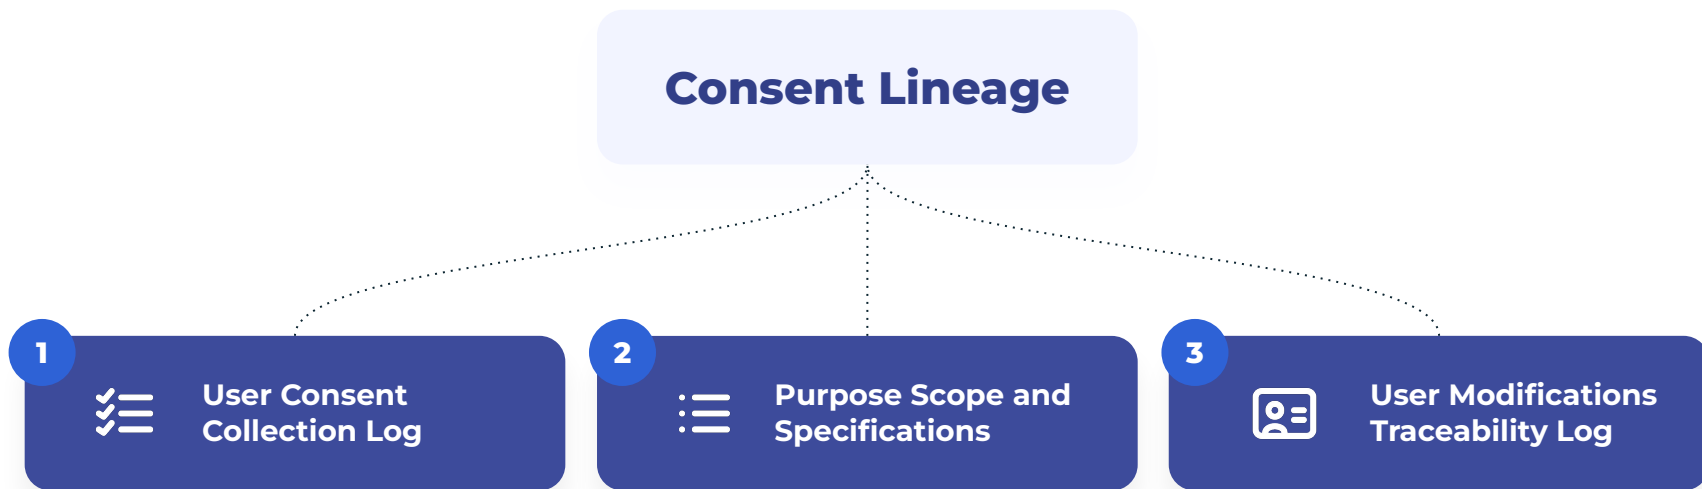 Consent Lineage
1
User Consent
Collection Log
2
Purpose Scope and
Specifications
3
User Modifications
Traceability Log